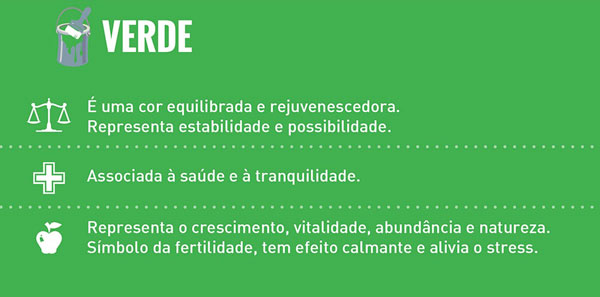 VERDE
É uma cor equilibrada e rejuvenescedora.
Representa estabilidade e possibilidade.
Associada à saúde e à tranquilidade.
Representa o crescimento, vitalidade, abundância e natureza.
Símbolo da fertilidade, tem efeito calmante e alivia o stress.